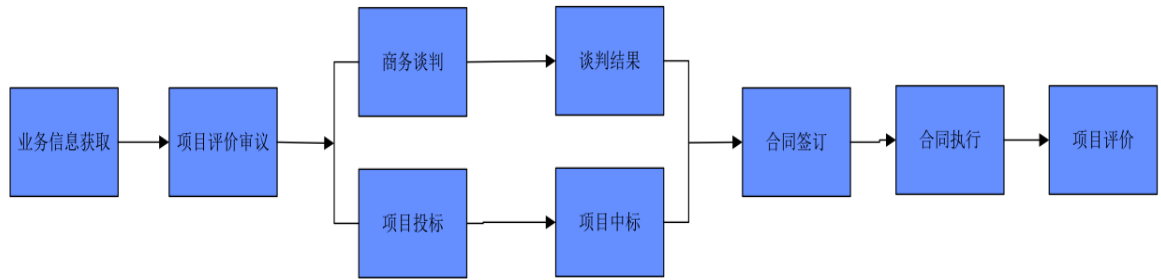 业务信息获取
项目评价审议
商务谈判
谈判结果
项目投标
项目中标
合同签订
合同执行
项目评价